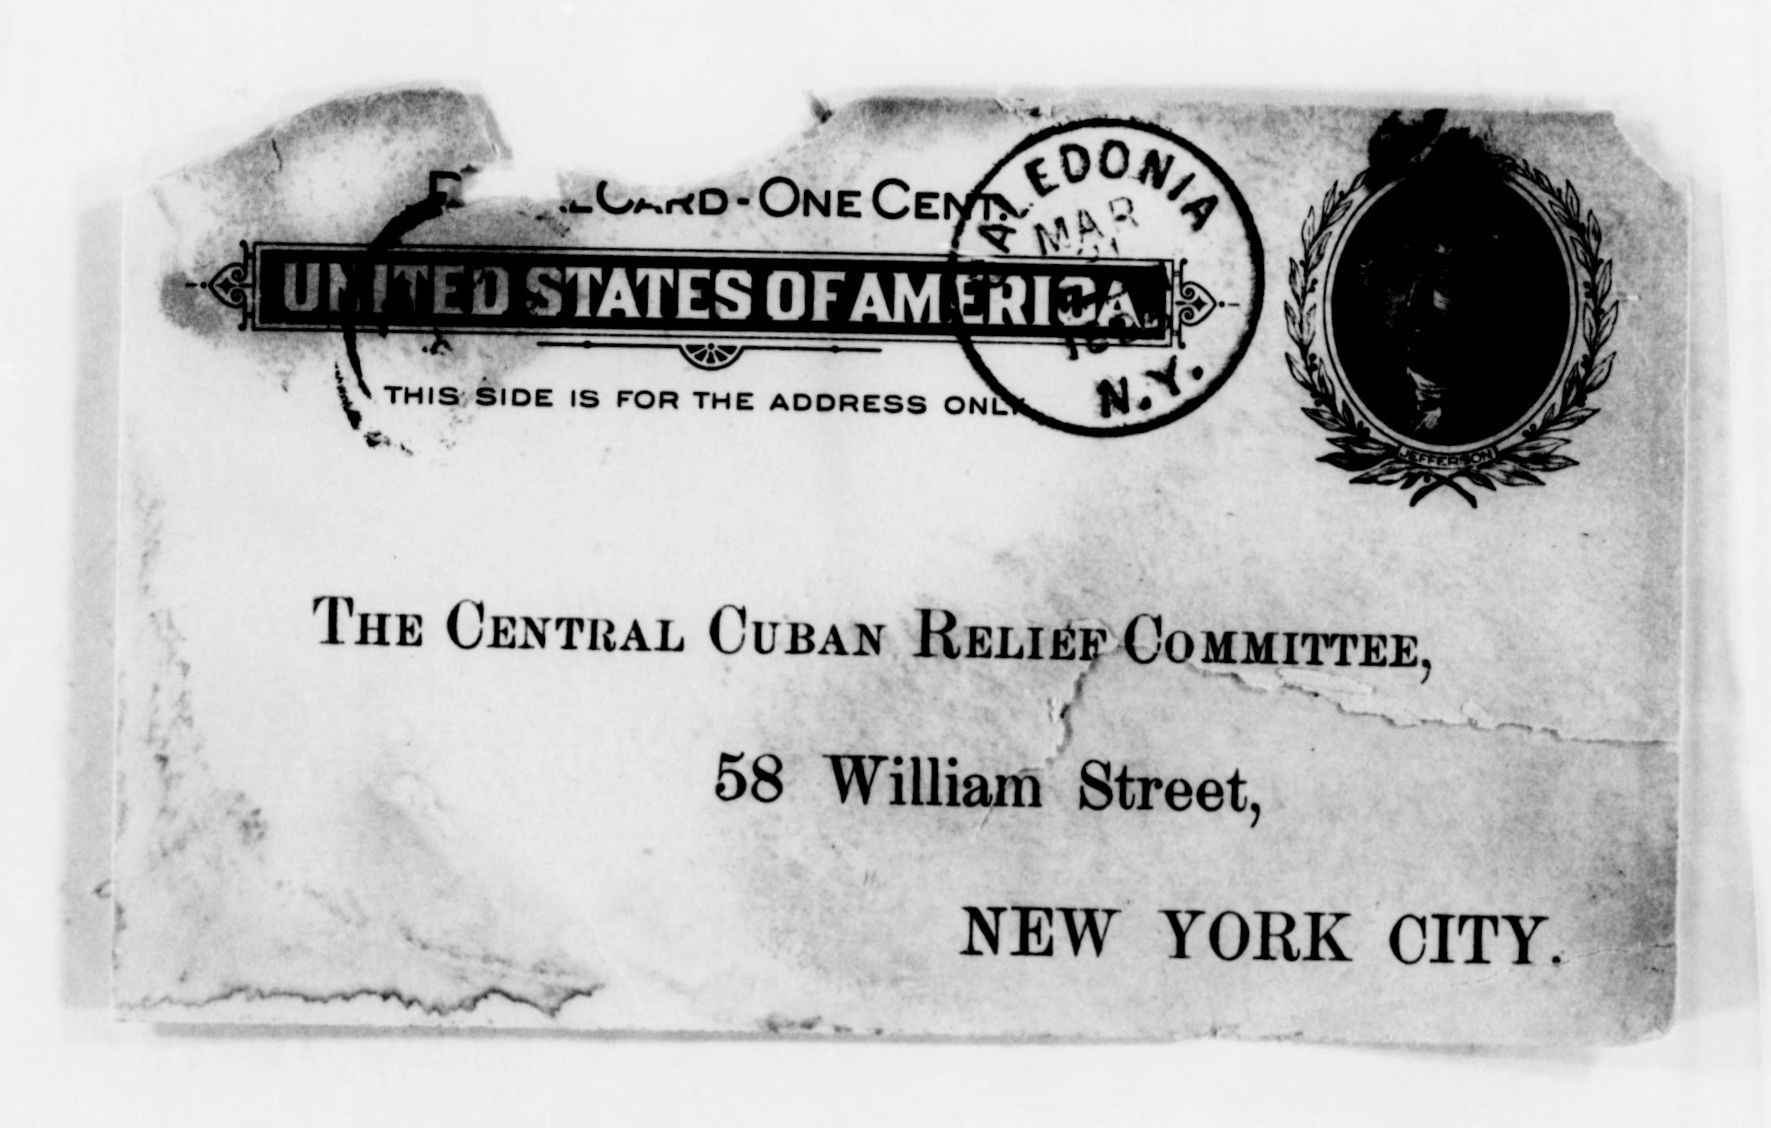 CARD - ONE CENT.
UNITED STATES OF AMERICA
THIS SIDE IS FOR THE ADDRESS ONLY
CALEDONIA
MAR
N.Y.
JEFFERSON
THE CENTRAL CUBAN RELIEF COMMITTEE,
58 William Street,
NEW YORK CITY.